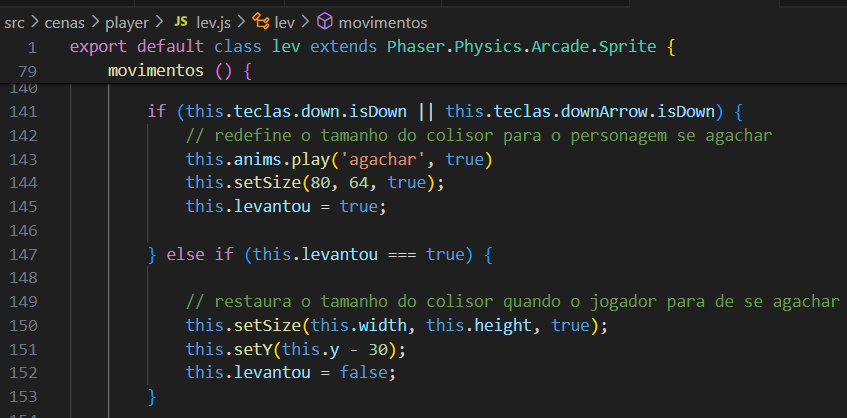 src > cenas > player > JS lev.js > lev > movimentos
1 export default class lev extends Phaser.Physics.Arcade.Sprite {
79 movimentos () {
140
141 if (this.teclas.down.isDown || this.teclas.downArrow.isDown) {
142 // redefine o tamanho do colisor para o personagem se agachar
143 this.anims.play('agachar', true)
144 this.setSize(80, 64, true);
145 this.levantou = true;
146
147 } else if (this.levantou === true) {
148
149 // restaura o tamanho do colisor quando o jogador para de se agachar
150 this.setSize(this.width, this.height, true);
151 this.setY(this.y - 30);
152 this.levantou = false;
153 }
154